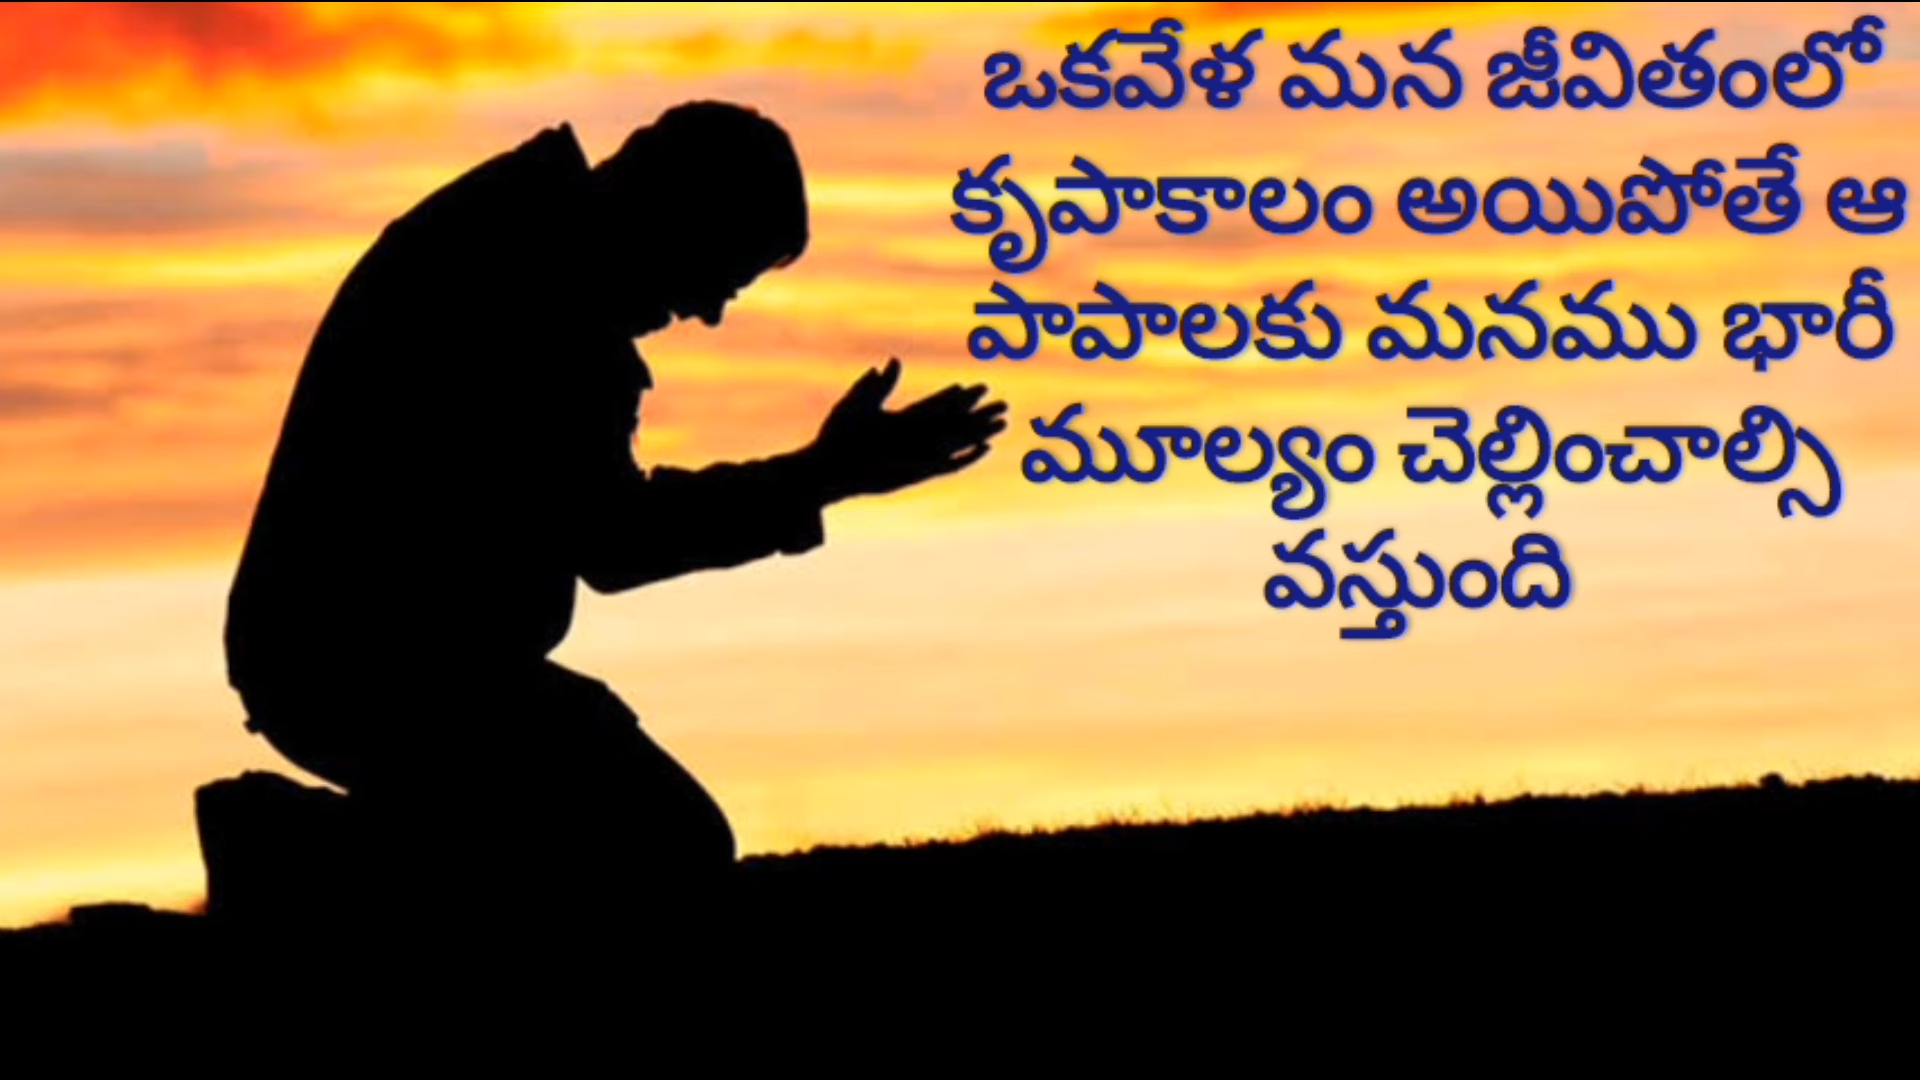 ఒకవేళ మన జీవితంలో
కృపాకాలం అయిపోతే ఆ
పాపాలకు మనము భారీ
మూల్యం చెల్లించాల్సి
వస్తుంది